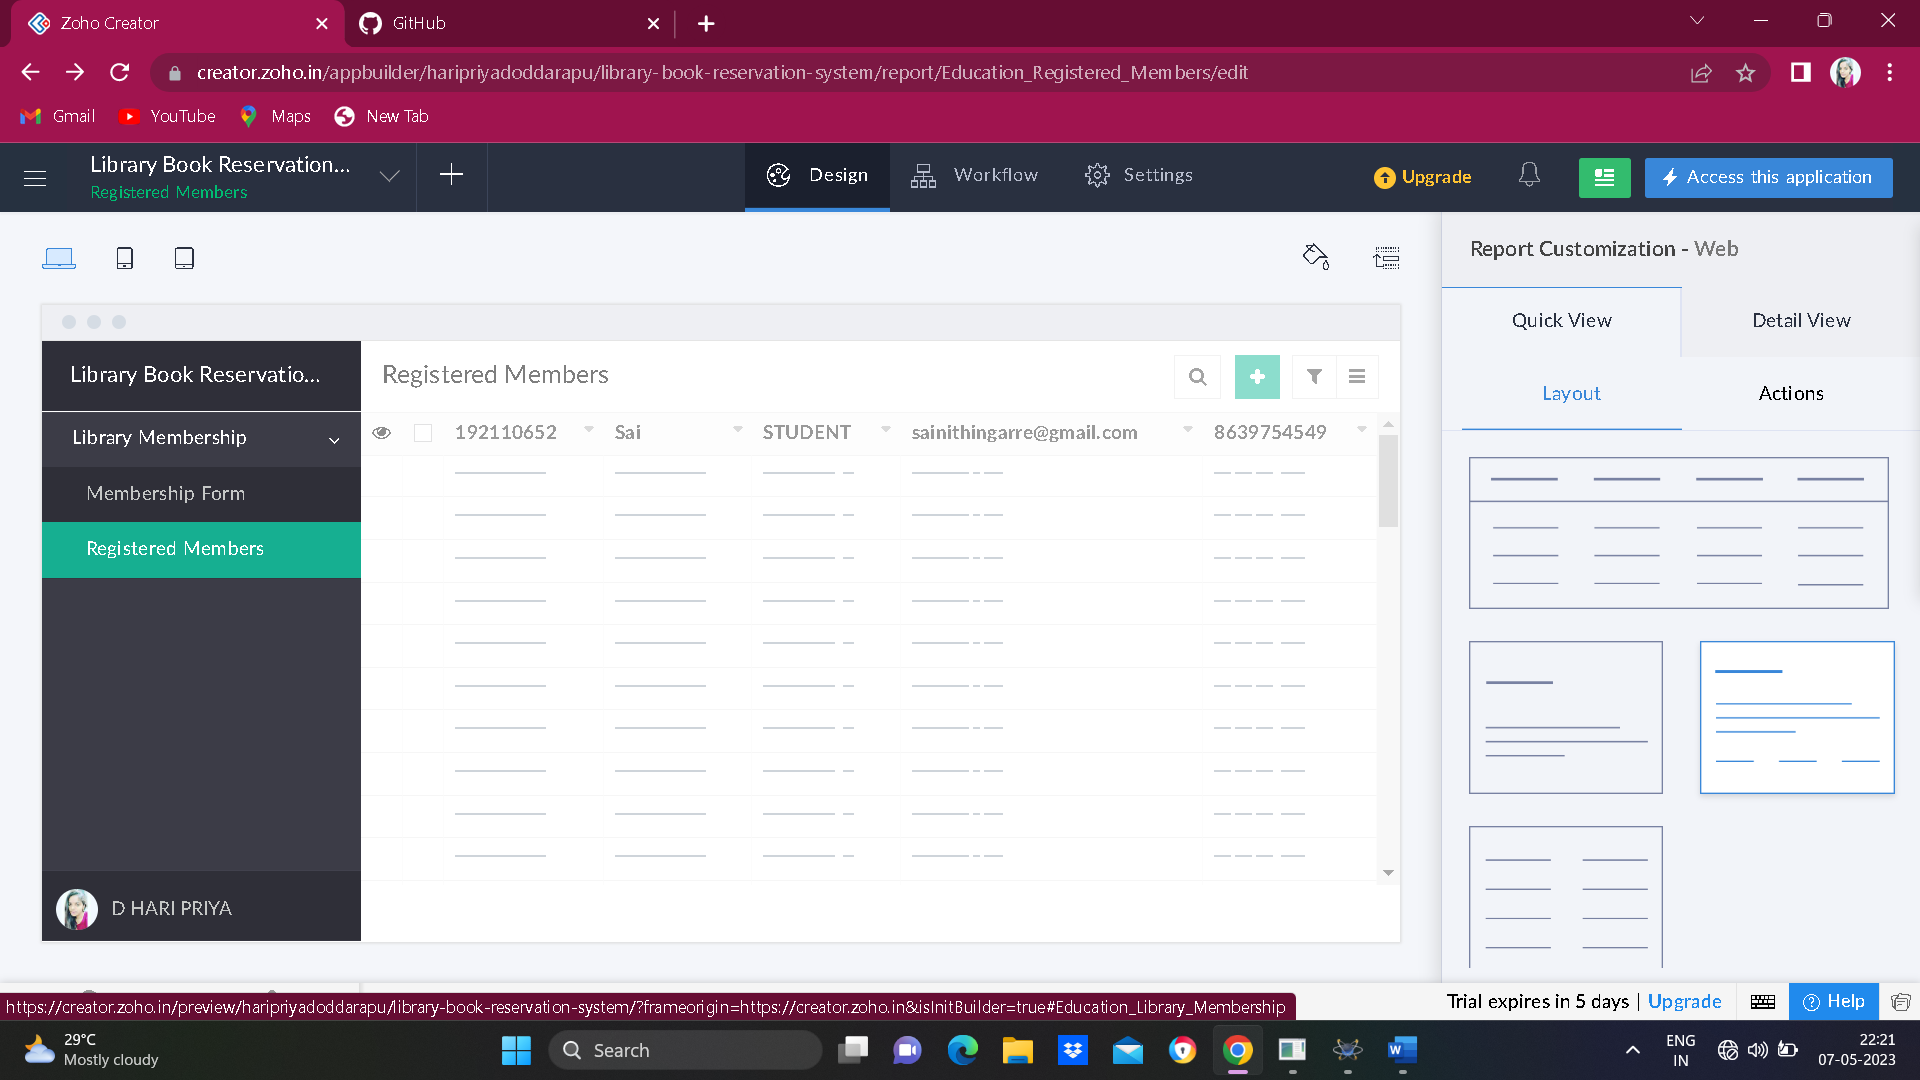 Zoho Creator
GitHub
creator.zoho.in/appbuilder/haripriyadoddarapu/library-book-reservation-system/report/Education_Registered_Members/edit
Gmail
YouTube
Maps
New Tab
Library Book Reservation...
Registered Members
Design
Workflow
Settings
Upgrade
Access this application
Report Customization - Web
Quick View
Detail View
Layout
Actions
Library Book Reservatio...
Registered Members
Library Membership
Membership Form
Registered Members
192110652
Sai
STUDENT
sainithingarre@gmail.com
8639754549
D HARI PRIYA
https://creator.zoho.in/preview/haripriyadoddarapu/library-book-reservation-system/?frameorigin=https://creator.zoho.in&isInitBuilder=true#Education_Library_Membership
Trial expires in 5 days | Upgrade
Help
29°C
Mostly cloudy
Search
ENG
IN
22:21
07-05-2023